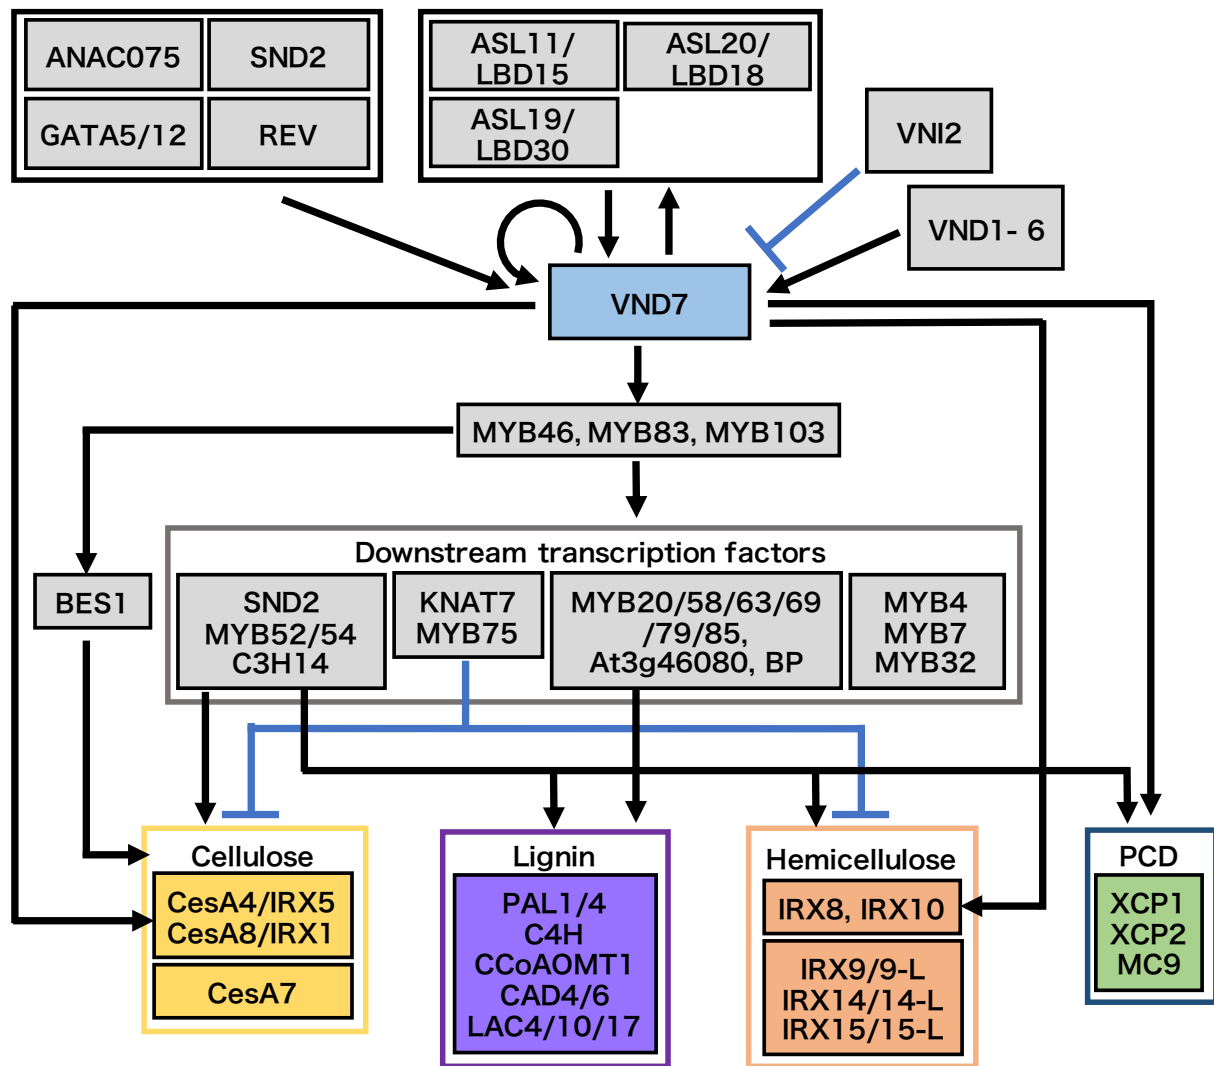 ANAC075
SND2
GATA5/12
REV
ASL11/
LBD15
ASL20/
LBD18
ASL19/
LBD30
VNI2
VND1- 6
VND7
MYB46, MYB83, MYB103
Downstream transcription factors
BES1
SND2
MYB52/54
C3H14
KNAT7
MYB75
MYB20/58/63/69
/79/85,
At3g46080, BP
MYB4
MYB7
MYB32
Cellulose
CesA4/IRX5
CesA8/IRX1
CesA7
Lignin
PAL1/4
C4H
CCoAOMT1
CAD4/6
LAC4/10/17
Hemicellulose
IRX8, IRX10
IRX9/9-L
IRX14/14-L
IRX15/15-L
PCD
XCP1
XCP2
MC9